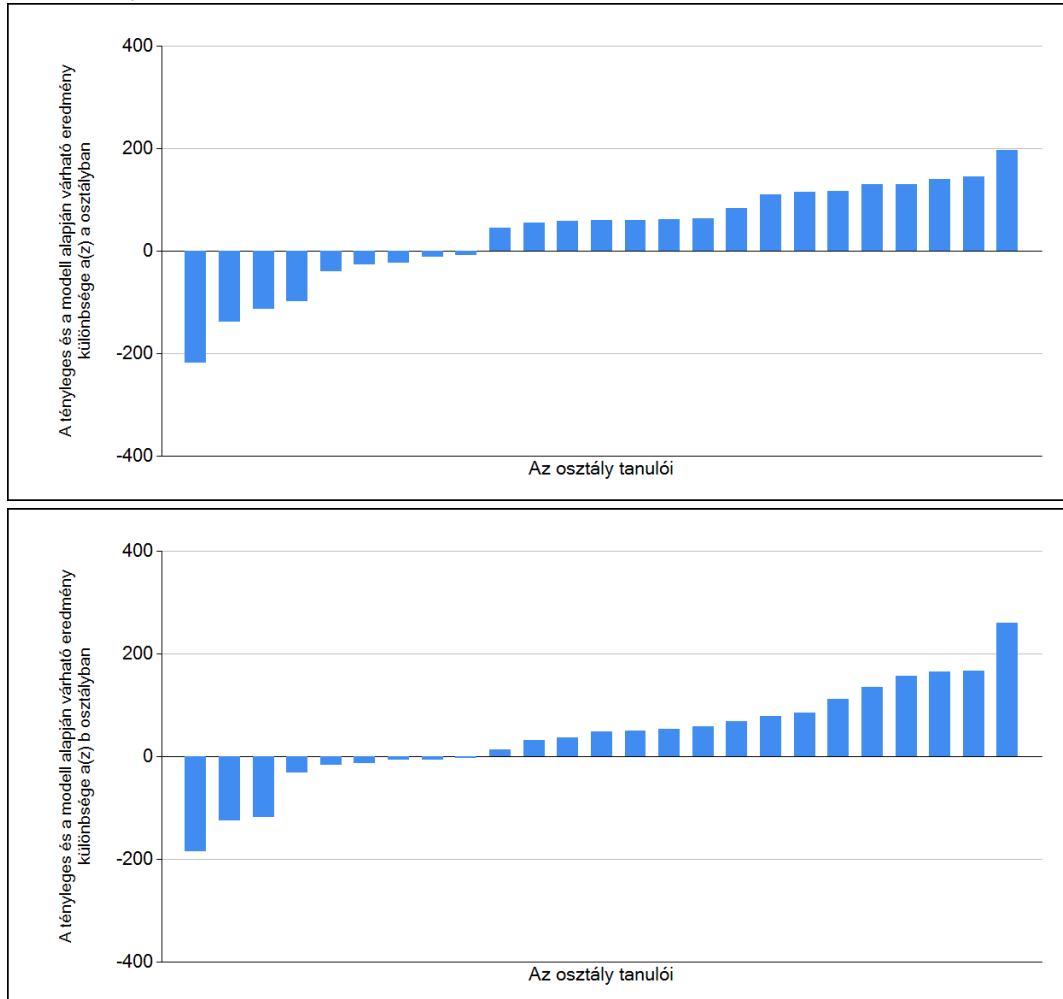 A tényleges és a modell alapján várható eredmény
különbsége a(z) a osztályban
400
200
0
-200
-400
Az osztály tanulói
A tényleges és a modell alapján várható eredmény
különbsége a(z) b osztályban
400
200
0
-200
-400
Az osztály tanulói